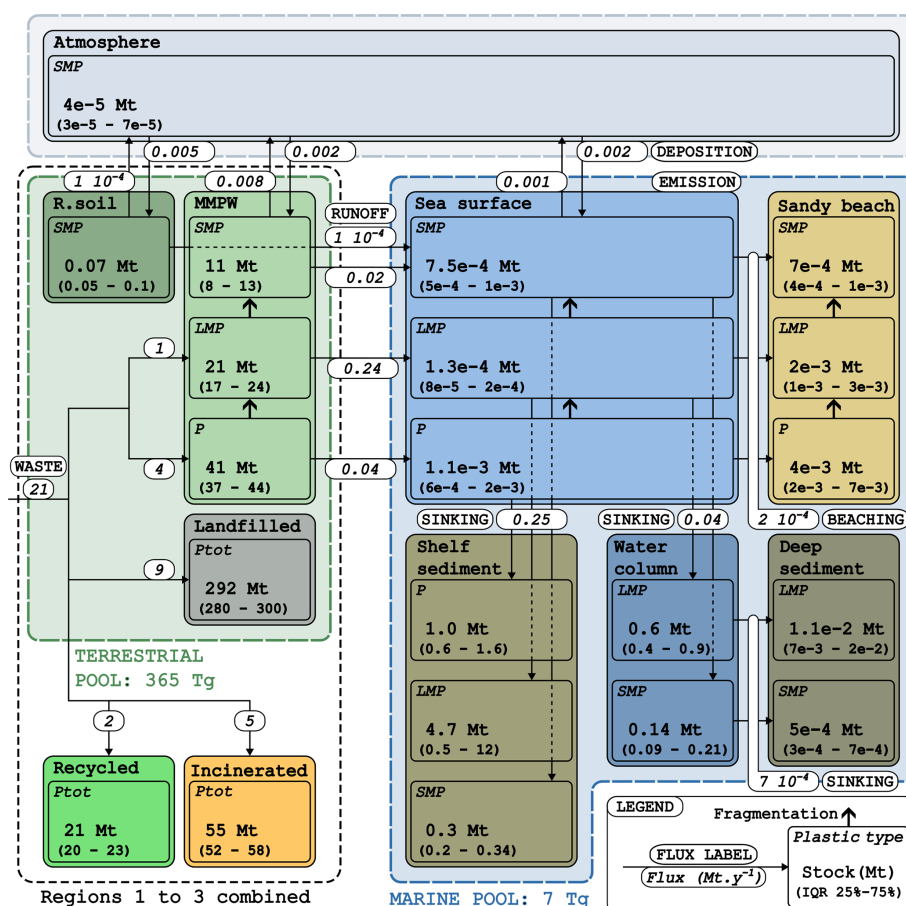 Atmosphere
SMP
4e-5 Mt
(3e-5 - 7e-5)
0.005
0.002
0.002
DEPOSITION
1 10⁻⁴
0.008
0.001
EMISSION
R.soil
SMP
0.07 Mt
(0.05 - 0.1)
MMPW
SMP
11 Mt
(8 - 13)
LMP
21 Mt
(17 - 24)
P
41 Mt
(37 - 44)
RUNOFF
1 10⁻⁴
0.02
0.24
0.04
Sea surface
SMP
7.5e-4 Mt
(5e-4 - 1e-3)
LMP
1.3e-4 Mt
(8e-5 - 2e-4)
P
1.1e-3 Mt
(6e-4 - 2e-3)
Sandy beach
SMP
7e-4 Mt
(4e-4 - 1e-3)
LMP
2e-3 Mt
(1e-3 - 3e-3)
P
4e-3 Mt
(2e-3 - 7e-3)
1
4
WASTE
21
9
Landfilled
Ptot
292 Mt
(280 - 300)
SINKING
0.25
SINKING
0.04
2 10⁻⁴
BEACHING
Shelf
sediment
P
1.0 Mt
(0.6 - 1.6)
LMP
4.7 Mt
(0.5 - 12)
SMP
0.3 Mt
(0.2 - 0.34)
Water
column
LMP
0.6 Mt
(0.4 - 0.9)
SMP
0.14 Mt
(0.09 - 0.21)
Deep
sediment
LMP
1.1e-2 Mt
(7e-3 - 2e-2)
SMP
5e-4 Mt
(3e-4 - 7e-4)
7 10⁻⁴
SINKING
TERRESTRIAL
POOL: 365 Tg
2
5
Recycled
Ptot
21 Mt
(20 - 23)
Incinerated
Ptot
55 Mt
(52 - 58)
Regions 1 to 3 combined
MARINE POOL: 7 Tg
LEGEND
Fragmentation
Plastic type
FLUX LABEL
Flux (Mt.y⁻¹)
Stock(Mt)
(IQR 25%-75%)